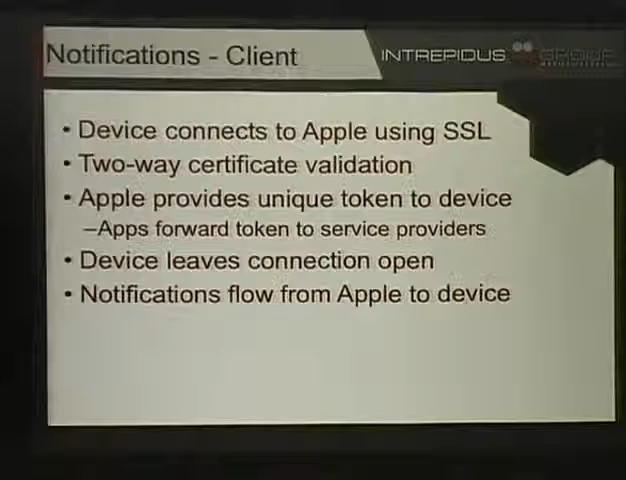 Notifications - Client
INTREPIDUS GROUP
• Device connects to Apple using SSL
• Two-way certificate validation
• Apple provides unique token to device
–Apps forward token to service providers
• Device leaves connection open
• Notifications flow from Apple to device